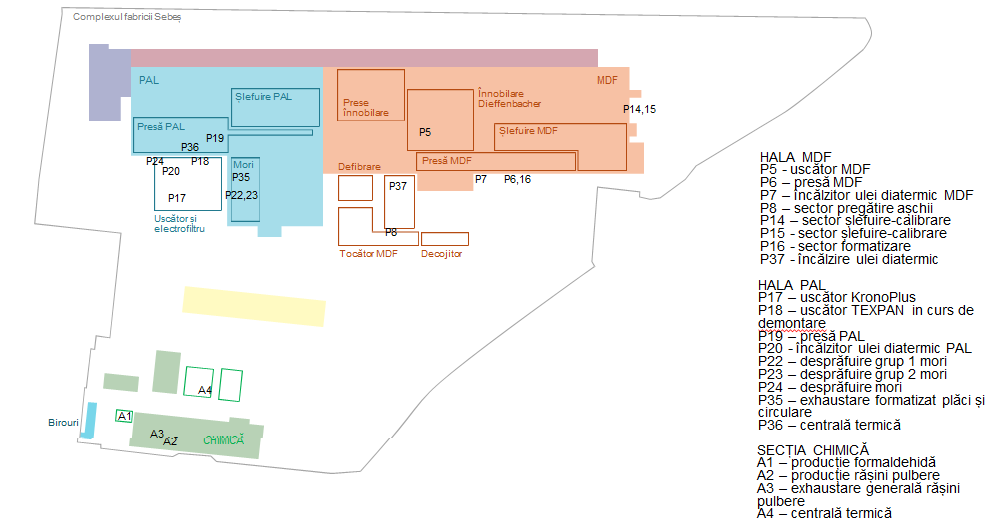 Complexul fabricii Sebeș
PAL
MDF
Șlefuire PAL
Prese
înnobilare
Înnobilare
Dieffenbacher
P14,15
Presă PAL
P19
P5
Șlefuire MDF
P36
P24
P18
Mori
Defibrare
Presă MDF
P20
P35
P37
P7
P6,16
P17
P22,23
Uscător și
electrofiltru
P8
Tocător MDF
Decojitor
A4
Birouri
A1
A3
A2
CHIMICĂ
HALA MDF
P5 - uscător MDF
P6 – presă MDF
P7 – încălzitor ulei diatermic MDF
P8 – sector pregătire așchii
P14 – sector șlefuire-calibrare
P15 - sector șlefuire-calibrare
P16 - sector formatizare
P37 - încălzire ulei diatermic
HALA PAL
P17 – uscător KronoPlus
P18 – uscător TEXPAN in curs de
demontare
P19 – presă PAL
P20 - încălzitor ulei diatermic PAL
P22 – desprăfuire grup 1 mori
P23 – desprăfuire grup 2 mori
P24 – desprăfuire mori
P35 – exhaustare formatizat plăci și
circulare
P36 – centrală termică
SECȚIA CHIMICĂ
A1 – producție formaldehidă
A2 – producție rășini pulbere
A3 – exhaustare generală rășini
pulbere
A4 – centrală termică